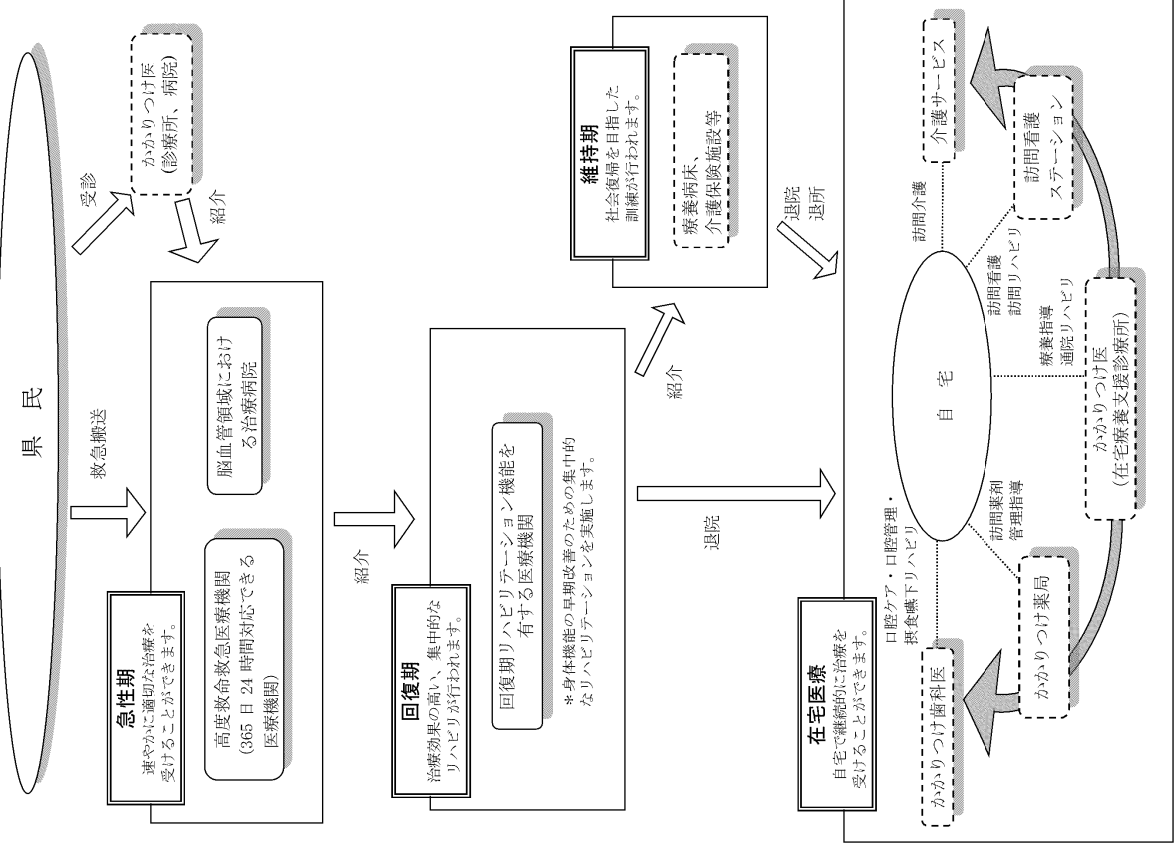 県　民
救急搬送
受診
かかりつけ医
(診療所、病院)
紹介
急性期
速やかに適切な治療を
受けることができます。
高度救命救急医療機関
(365 日 24 時間対応できる
医療機関)
脳血管領域におけ
る治療病院
紹介
回復期
治療効果の高い、集中的な
リハビリが行われます。
回復期リハビリテーション機能を
有する医療機関
＊身体機能の早期改善のための集中的
なリハビリテーションを実施します。
紹介
維持期
社会復帰を目指した
訓練が行われます。
療養病床、
介護保険施設等
退院
退院
退所
在宅医療
自宅で継続的に治療を
受けることができます。
口腔ケア・口腔管理・
摂食嚥下リハビリ
かかりつけ歯科医
訪問薬剤
管理指導
かかりつけ薬局
自　宅
療養指導
通院リハビリ
かかりつけ医
(在宅療養支援診療所)
訪問看護
訪問リハビリ
訪問看護
ステーション
訪問介護
介護サービス